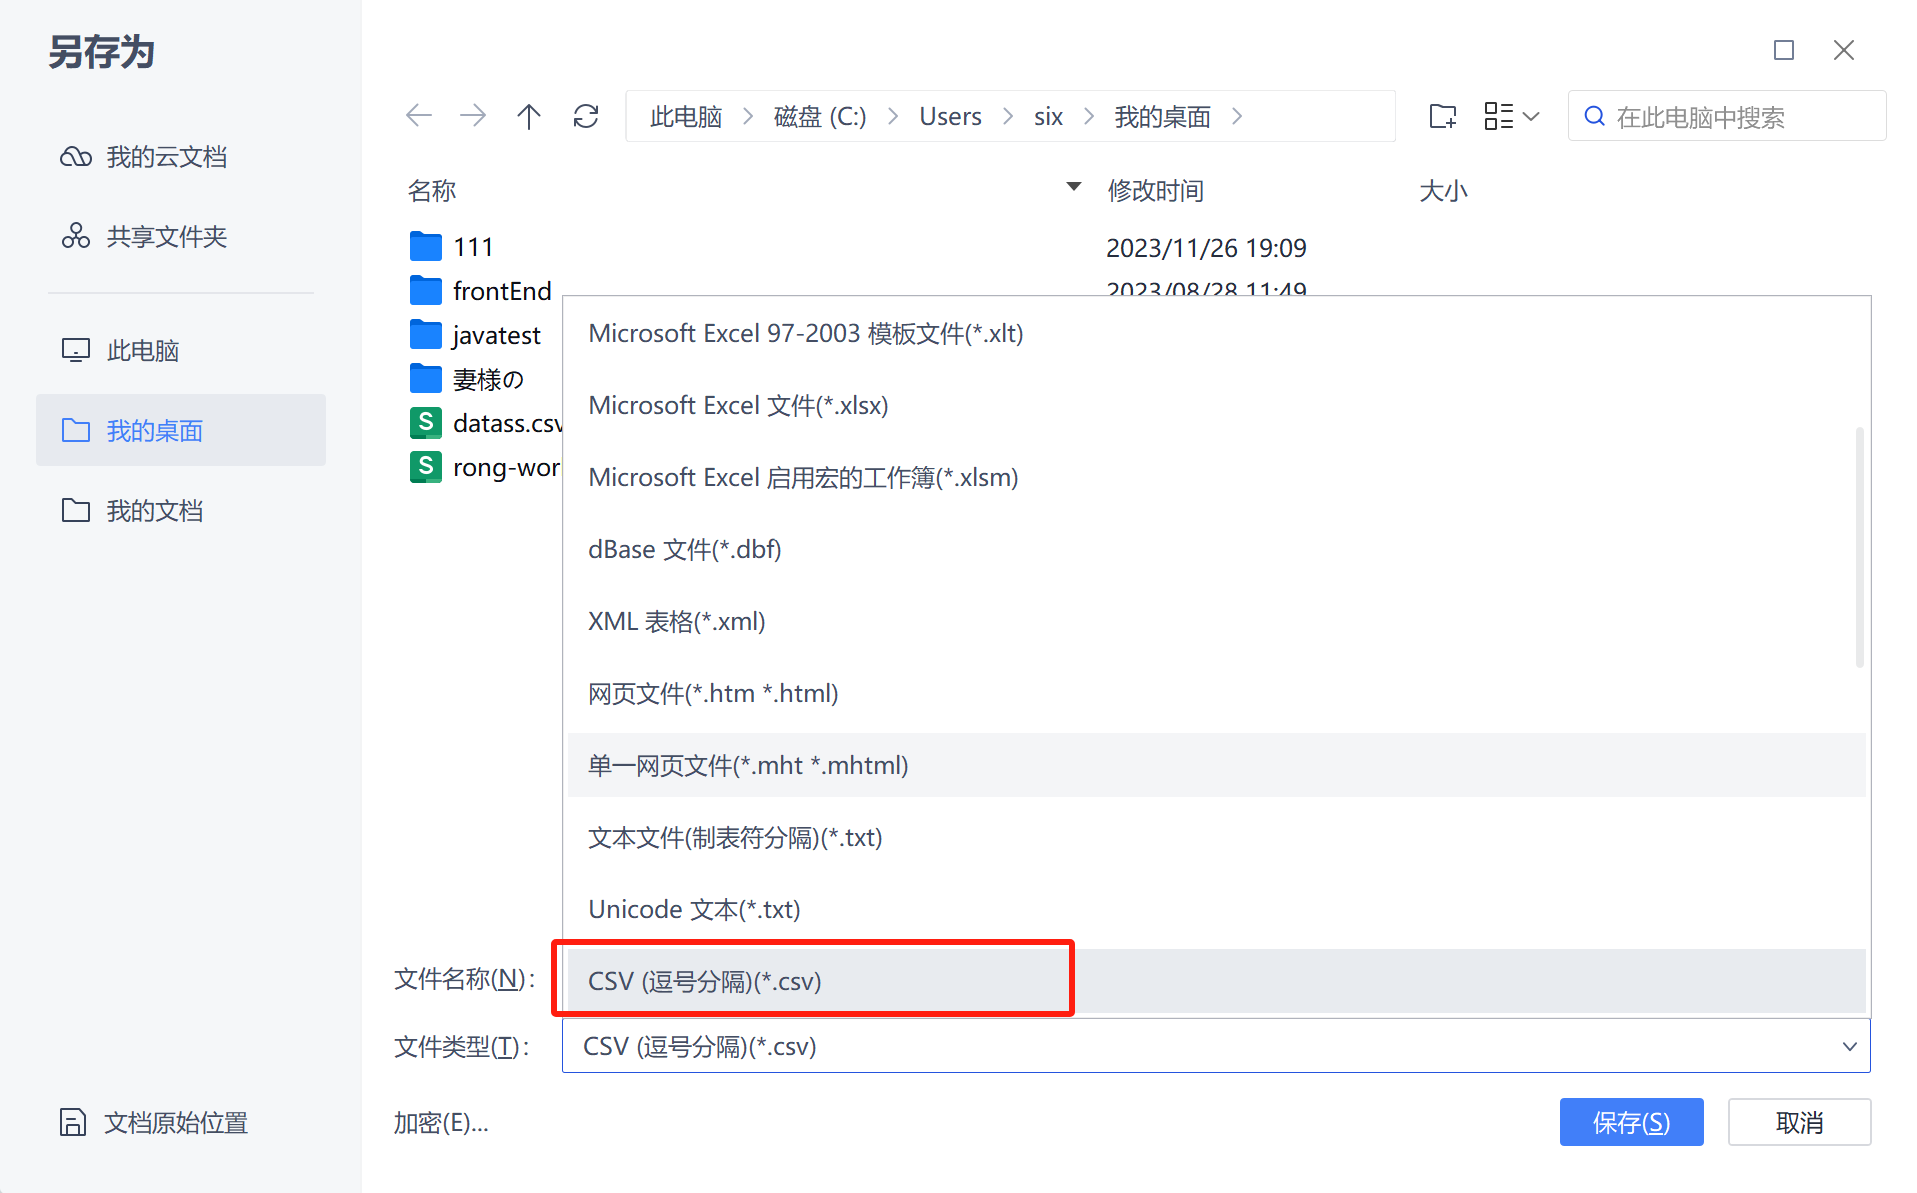 另存为
我的云文档
共享文件夹
此电脑
我的桌面
我的文档
文档原始位置
此电脑 磁盘 (C:) Users six 我的桌面
在此电脑中搜索
名称 修改时间 大小
111 2023/11/26 19:09
frontEnd 2023/08/28 11:49
javatest
妻様の
datass.csv
rong-wor
Microsoft Excel 97-2003 模板文件(*.xlt)
Microsoft Excel 文件(*.xlsx)
Microsoft Excel 启用宏的工作簿(*.xlsm)
dBase 文件(*.dbf)
XML 表格(*.xml)
网页文件(*.htm *.html)
单一网页文件(*.mht *.mhtml)
文本文件(制表符分隔)(*.txt)
Unicode 文本(*.txt)
CSV (逗号分隔)(*.csv)
文件名称(N)：
文件类型(T)： CSV (逗号分隔)(*.csv)
加密(E)...
保存(S) 取消